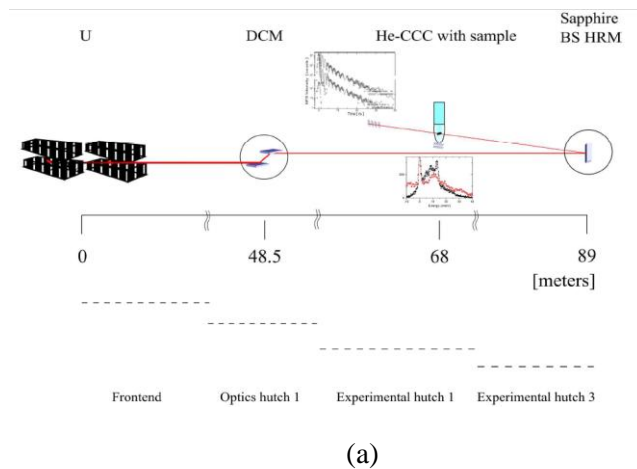 U
DCM
He-CCC with sample
Sapphire
BS HRM
0
48.5
68
89
[meters]
Frontend
Optics hutch 1
Experimental hutch 1
Experimental hutch 3
(a)